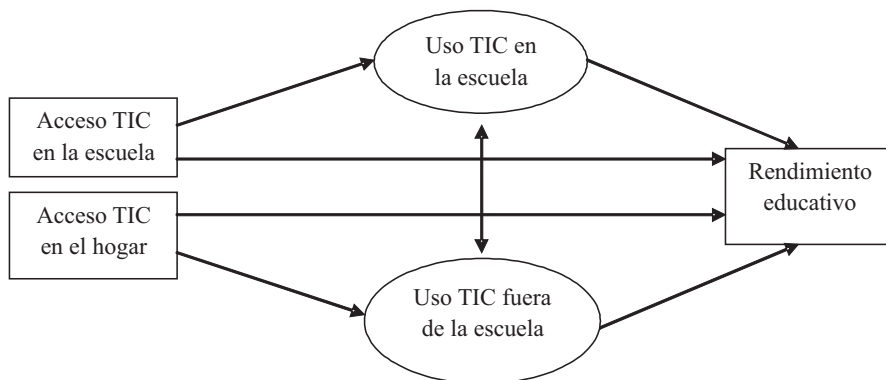 Uso TIC en
la escuela
Acceso TIC
en la escuela
Rendimiento
educativo
Acceso TIC
en el hogar
Uso TIC fuera
de la escuela